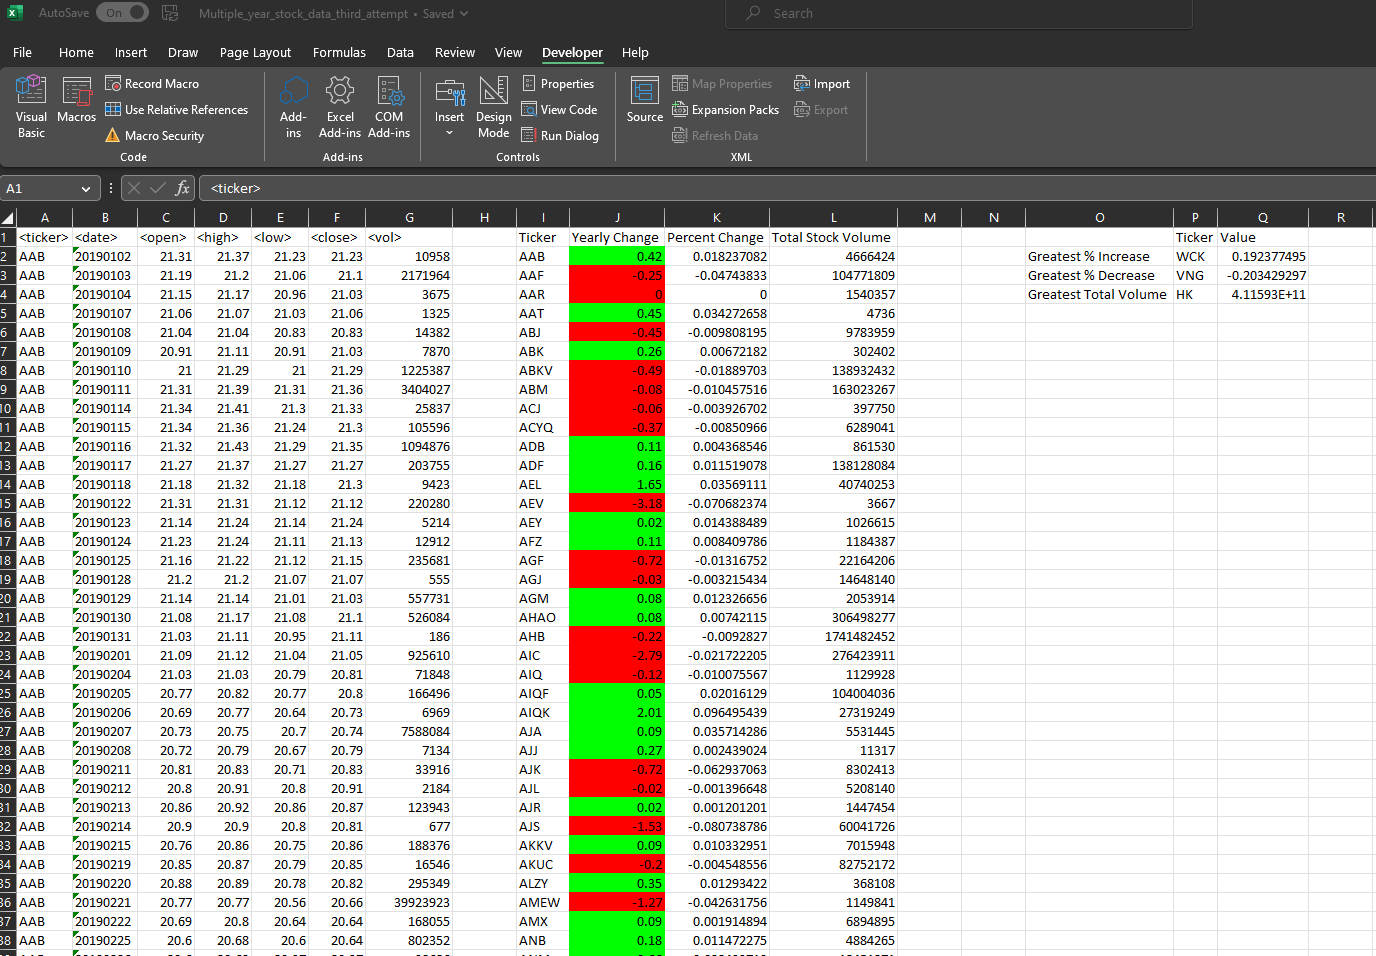 AutoSave On Multiple_year_stock_data_third_attempt • Saved Search
File Home Insert Draw Page Layout Formulas Data Review View Developer Help
Visual Basic Macros Record Macro Use Relative References Macro Security Code
Add-ins Excel Add-ins COM Add-ins Add-ins
Insert Design Mode Properties View Code Run Dialog Controls
Source Map Properties Expansion Packs Refresh Data Import Export XML
A1 fx <ticker>
A B C D E F G H I J K L M N O P Q R
1 <ticker> <date> <open> <high> <low> <close> <vol> Ticker Yearly Change Percent Change Total Stock Volume Ticker Value
2 AAB 20190102 21.31 21.37 21.23 21.23 10958 AAB 0.42 0.018237082 4666424 Greatest % Increase WCK 0.192377495
3 AAB 20190103 21.19 21.2 21.06 21.1 2171964 AAF -0.25 -0.04743833 104771809 Greatest % Decrease VNG -0.203429297
4 AAB 20190104 21.15 21.17 20.96 21.03 3675 AAR 0 0 1540357 Greatest Total Volume HK 4.11593E+11
5 AAB 20190107 21.06 21.07 21.03 21.06 1325 AAT 0.45 0.034272658 4736
6 AAB 20190108 21.04 21.04 20.83 20.83 14382 ABJ -0.45 -0.009808195 9783959
7 AAB 20190109 20.91 21.11 20.91 21.03 7870 ABK 0.26 0.00672182 302402
8 AAB 20190110 21 21.29 21 21.29 1225387 ABKV -0.49 -0.01889703 138932432
9 AAB 20190111 21.31 21.39 21.31 21.36 3404027 ABM -0.08 -0.010457516 163023267
10 AAB 20190114 21.34 21.41 21.3 21.33 25837 ACJ -0.06 -0.003926702 397750
11 AAB 20190115 21.34 21.36 21.24 21.3 105596 ACYQ -0.37 -0.00850966 6289041
12 AAB 20190116 21.32 21.43 21.29 21.35 1094876 ADB 0.11 0.004368546 861530
13 AAB 20190117 21.27 21.37 21.27 21.27 203755 ADF 0.16 0.011519078 138128084
14 AAB 20190118 21.18 21.32 21.18 21.3 9423 AEL 1.65 0.03569111 40740253
15 AAB 20190122 21.31 21.31 21.12 21.12 220280 AEV -3.18 -0.070682374 3667
16 AAB 20190123 21.14 21.24 21.14 21.24 5214 AEY 0.02 0.014388489 1026615
17 AAB 20190124 21.23 21.24 21.11 21.13 12912 AFZ 0.11 0.008409786 1184387
18 AAB 20190125 21.16 21.22 21.12 21.15 235681 AGF -0.72 -0.01316752 22164206
19 AAB 20190128 21.2 21.2 21.07 21.07 555 AGJ -0.03 -0.003215434 14648140
20 AAB 20190129 21.14 21.14 21.01 21.03 557731 AGM 0.08 0.012326656 2053914
21 AAB 20190130 21.08 21.17 21.08 21.1 526084 AHAO 0.08 0.00742115 306498277
22 AAB 20190131 21.03 21.11 20.95 21.11 186 AHB -0.22 -0.0092827 1741482452
23 AAB 20190201 21.09 21.12 21.04 21.05 925610 AIC -2.79 -0.021722205 276423911
24 AAB 20190204 21.03 21.03 20.79 20.81 71848 AIQ -0.12 -0.010075567 1129928
25 AAB 20190205 20.77 20.82 20.77 20.8 166496 AIQF 0.05 0.02016129 104004036
26 AAB 20190206 20.69 20.77 20.64 20.73 6969 AIQK 2.01 0.096495439 27319249
27 AAB 20190207 20.73 20.75 20.7 20.74 7588084 AJA 0.09 0.035714286 5531445
28 AAB 20190208 20.72 20.79 20.67 20.79 7134 AJJ 0.27 0.002439024 11317
29 AAB 20190211 20.81 20.83 20.71 20.83 33916 AJK -0.72 -0.062937063 8302413
30 AAB 20190212 20.8 20.91 20.8 20.91 2184 AJL -0.02 -0.001396648 5208140
31 AAB 20190213 20.86 20.92 20.86 20.87 123943 AJR 0.02 0.001201201 1447454
32 AAB 20190214 20.9 20.9 20.8 20.81 677 AJS -1.53 -0.080738786 60041726
33 AAB 20190215 20.76 20.86 20.75 20.86 188376 AKKV 0.09 0.010332951 7015948
34 AAB 20190219 20.85 20.87 20.79 20.85 16546 AKUC -0.2 -0.004548556 82752172
35 AAB 20190220 20.88 20.89 20.78 20.82 295349 ALZY 0.35 0.01293422 368108
36 AAB 20190221 20.77 20.77 20.56 20.66 39923923 AMEW -1.27 -0.042631756 1149841
37 AAB 20190222 20.69 20.8 20.64 20.64 168055 AMX 0.09 0.001914894 6894895
38 AAB 20190225 20.6 20.68 20.6 20.64 802352 ANB 0.18 0.011472275 4884265